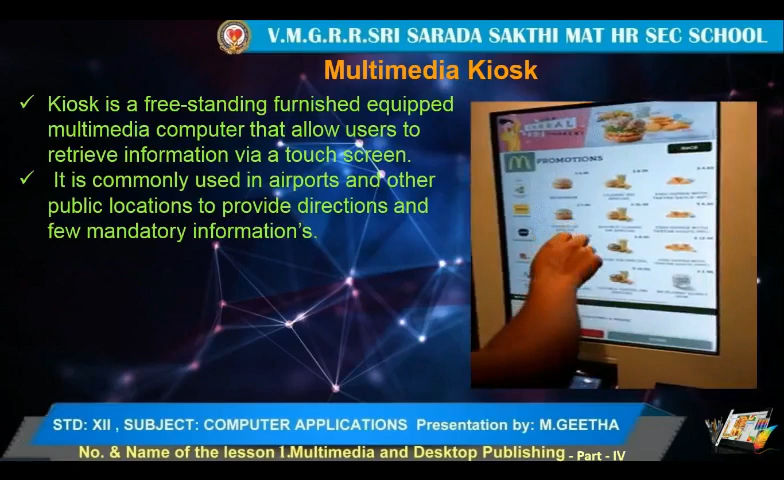 V.M.G.R.R.SRI SARADA SAKTHI MAT HR SEC SCHOOL
Multimedia Kiosk
✓ Kiosk is a free-standing furnished equipped
multimedia computer that allow users to
retrieve information via a touch screen.
✓ It is commonly used in airports and other
public locations to provide directions and
few mandatory information's.
PROMOTIONS
STD: XII , SUBJECT: COMPUTER APPLICATIONS Presentation by: M.GEETHA
No. & Name of the lesson 1.Multimedia and Desktop Publishing - Part - IV